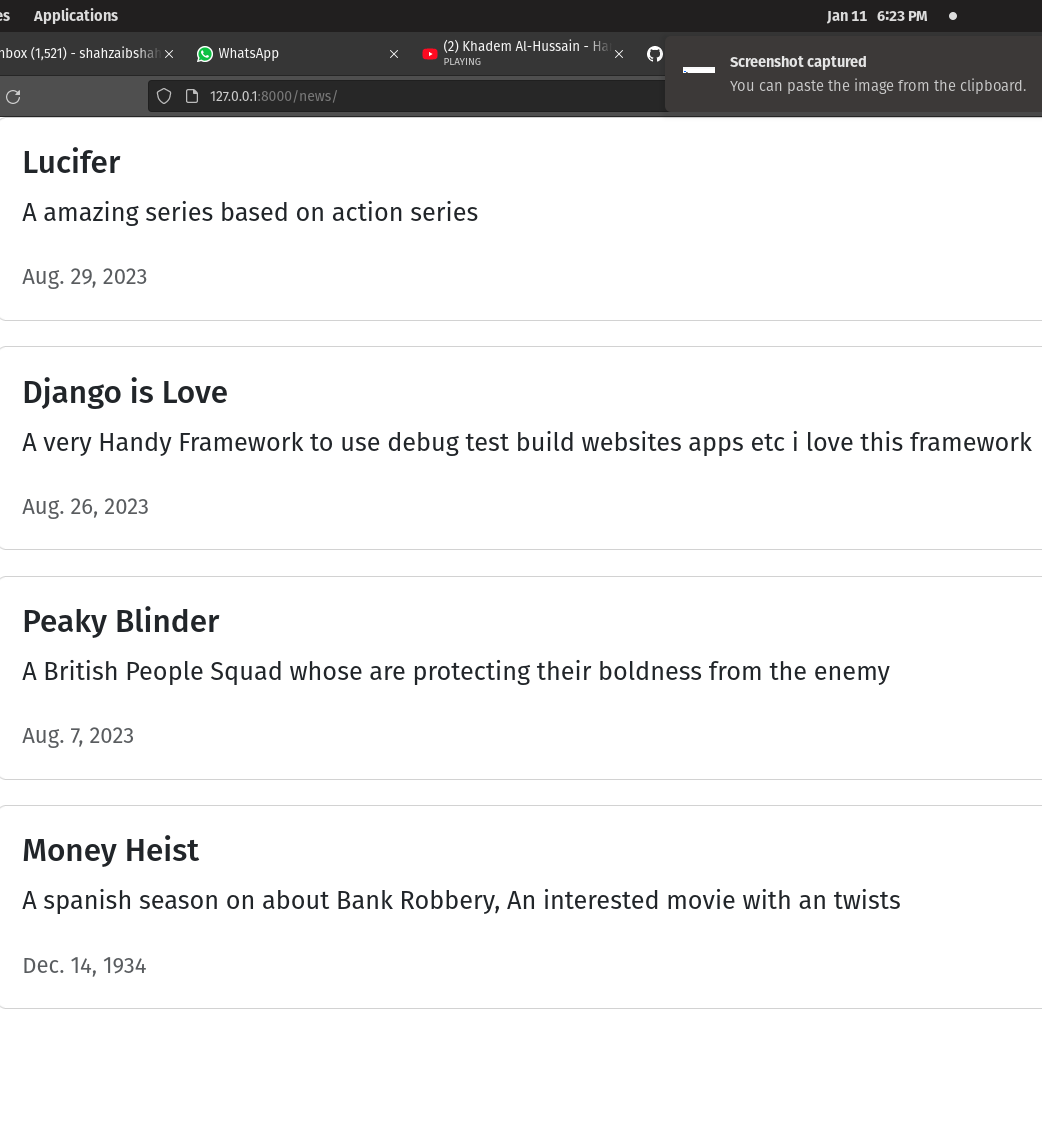 es Applications Jan 11 6:23 PM
nbox (1,521) - shahzaibshah WhatsApp (2) Khadem Al-Hussain - Ha
PLAYING
Screenshot captured
You can paste the image from the clipboard.
127.0.0.1:8000/news/
Lucifer
A amazing series based on action series
Aug. 29, 2023
Django is Love
A very Handy Framework to use debug test build websites apps etc i love this framework
Aug. 26, 2023
Peaky Blinder
A British People Squad whose are protecting their boldness from the enemy
Aug. 7, 2023
Money Heist
A spanish season on about Bank Robbery, An interested movie with an twists
Dec. 14, 1934